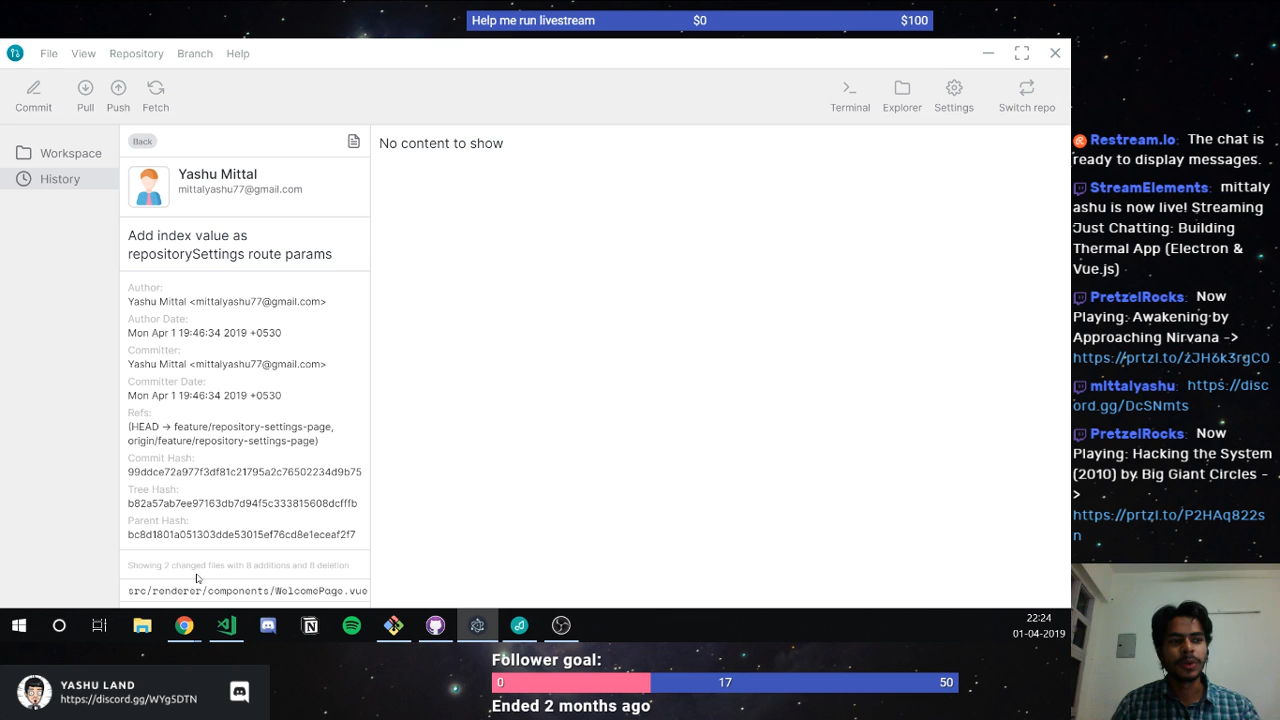 Help me run livestream $0 $100
File View Repository Branch Help
Commit Pull Push Fetch Terminal Explorer Settings Switch repo
Workspace
History
Back
Yashu Mittal
mittalyashu77@gmail.com
Add index value as
repositorySettings route params
Author:
Yashu Mittal <mittalyashu77@gmail.com>
Author Date:
Mon Apr 1 19:46:34 2019 +0530
Committer:
Yashu Mittal <mittalyashu77@gmail.com>
Committer Date:
Mon Apr 1 19:46:34 2019 +0530
Refs:
(HEAD → feature/repository-settings-page,
origin/feature/repository-settings-page)
Commit Hash:
99ddce72a977f3df81c21795a2c76502234d9b75
Tree Hash:
b82a57ab7ee97163db7d94f5c333815608dcfffb
Parent Hash:
bc8d1801a051303dde53015ef76cd8e1eceaf2f7
Showing 2 changed files with 8 additions and 8 deletion
src/renderer/components/WelcomePage.vue
No content to show
Restream.Io: The chat is
ready to display messages.
StreamElements: mittaly
ashu is now live! Streaming
Just Chatting: Building
Thermal App (Electron &
Vue.js)
PretzelRocks: Now
Playing: Awakening by
Approaching Nirvana ->
https://prtzl.to/zJH6k3rgC0
mittalyashu: https://disc
ord.gg/DcSNmts
PretzelRocks: Now
Playing: Hacking the System
(2010) by Big Giant Circles -
>
https://prtzl.to/P2HAq822s
n
22:24
01-04-2019
YASHU LAND
https://discord.gg/WYg5DTN
Follower goal:
0 17 50
Ended 2 months ago